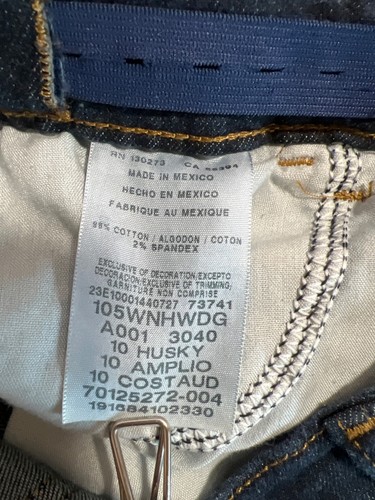 RN 130273 CA
MADE IN MEXICO
HECHO EN MEXICO
FABRIQUE AU MEXIQUE
98% COTTON / ALGODON / COTON
2% SPANDEX
EXCLUSIVE OF DECORATION/EXCEPTO
DECORACION/EXCLUSIVE OF TRIMMING/
GARNITURE NON COMPRISE
23E10001440727 73741
105WNHWDG
A001 3040
10 HUSKY
10 AMPLIO
10 COSTAUD
70125272-004
191684102330